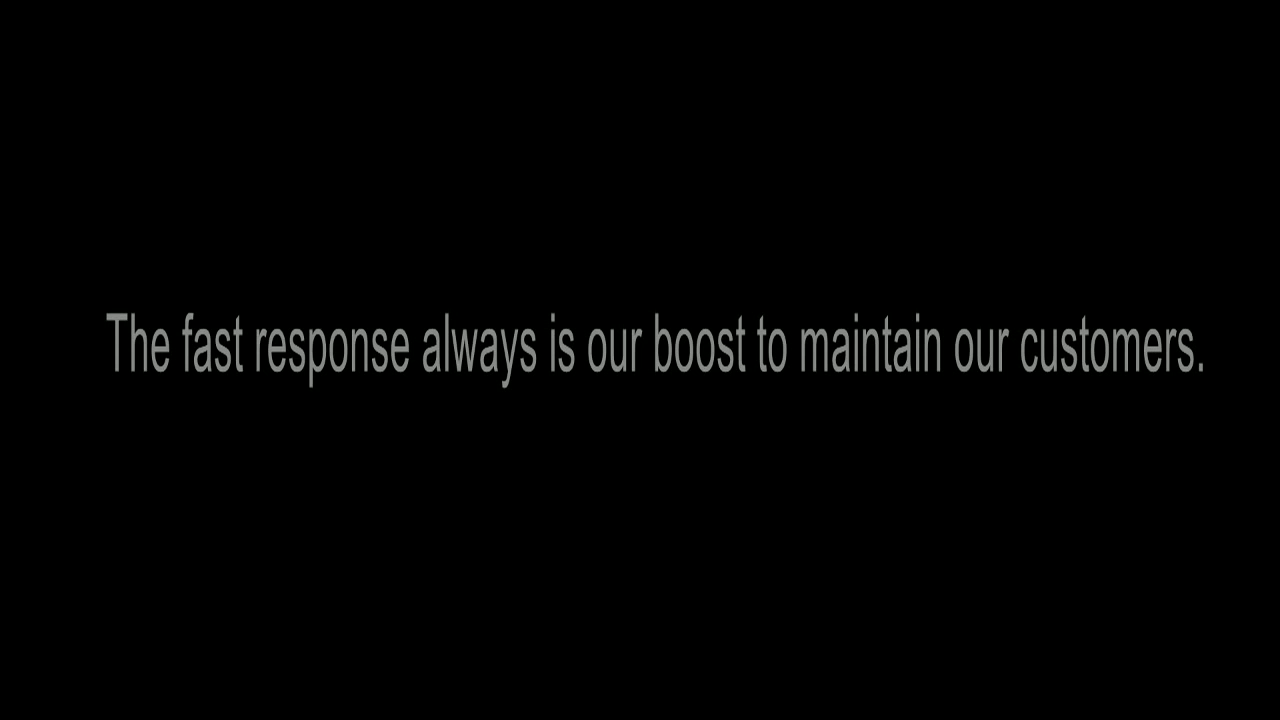 The fast response always is our boost to maintain our customers.